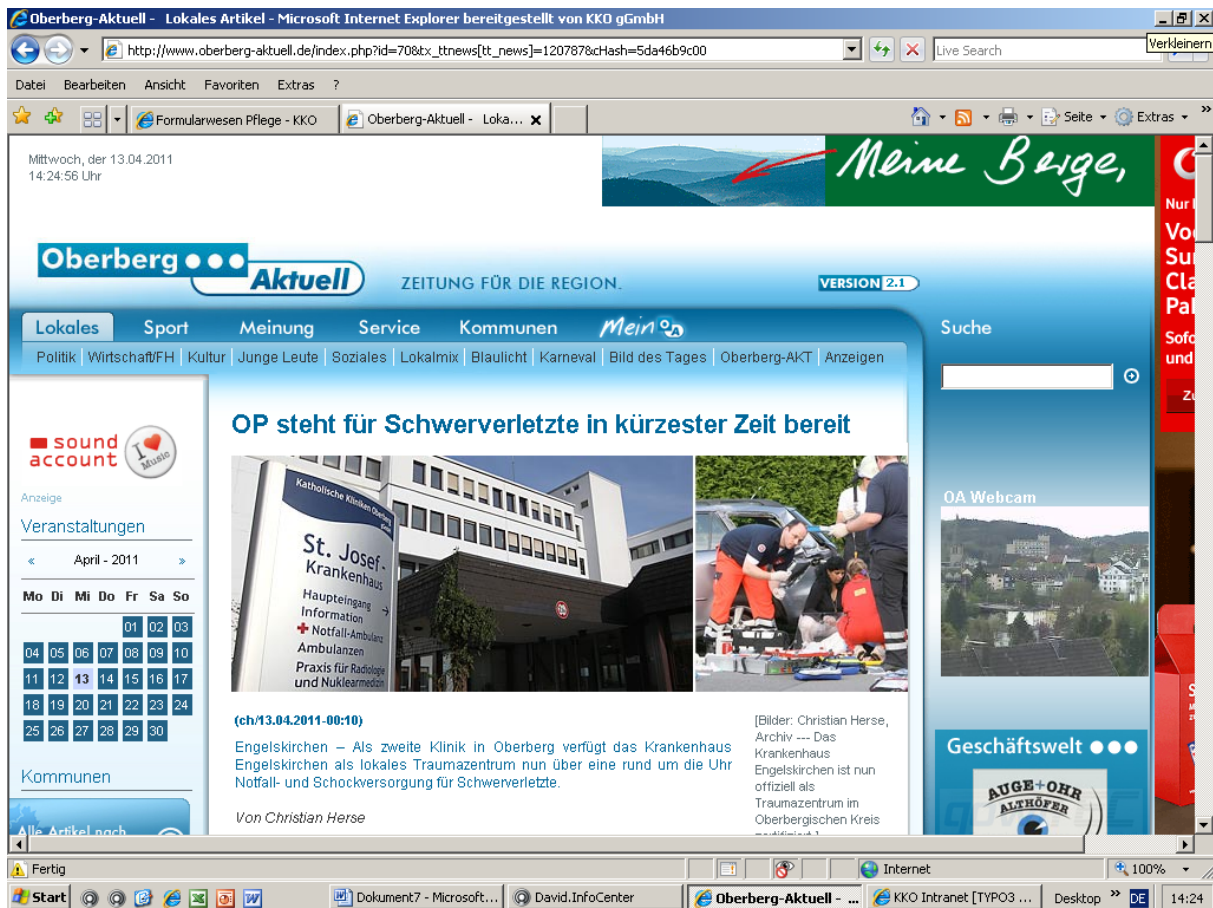 Oberberg-Aktuell - Lokales Artikel - Microsoft Internet Explorer bereitgestellt von KKO gGmbH
http://www.oberberg-aktuell.de/index.php?id=70&tx_ttnews[tt_news]=120787&cHash=5da46b9c00
Live Search
Verkleinern
Datei Bearbeiten Ansicht Favoriten Extras ?
Formularwesen Pflege - KKO
Oberberg-Aktuell - Loka...
Seite
Extras
Mittwoch, der 13.04.2011
14:24:56 Uhr
Meine Berge,
Nur
Oberberg
Aktuell
ZEITUNG FÜR DIE REGION.
VERSION 2.1
Lokales Sport Meinung Service Kommunen Mein OA
Suche
Politik | Wirtschaft/FH | Kultur | Junge Leute | Soziales | Lokalmix | Blaulicht | Karneval | Bild des Tages | Oberberg-AKT | Anzeigen
und
sound
account
I
Music
Anzeige
Veranstaltungen
« April - 2011 »
Mo Di Mi Do Fr Sa So
01 02 03
04 05 06 07 08 09 10
11 12 13 14 15 16 17
18 19 20 21 22 23 24
25 26 27 28 29 30
Kommunen
Alle Artikel nach
OP steht für Schwerverletzte in kürzester Zeit bereit
Katholische Kliniken Oberberg
St. Josef-
Krankenhaus
Haupteingang
Information
Notfall-Ambulanz
Ambulanzen
Praxis für Radiologie
und Nuklearmedizin
(ch/13.04.2011-00:10)
Engelskirchen – Als zweite Klinik in Oberberg verfügt das Krankenhaus
Engelskirchen als lokales Traumazentrum nun über eine rund um die Uhr
Notfall- und Schockversorgung für Schwerverletzte.
Von Christian Herse
[Bilder: Christian Herse,
Archiv --- Das
Krankenhaus
Engelskirchen ist nun
offiziell als
Traumazentrum im
Oberbergischen Kreis
OA Webcam
Geschäftswelt
AUGE+OHR
ALTHÖFER
Fertig
Internet
100%
Start
Dokument7 - Microsoft...
David.InfoCenter
Oberberg-Aktuell - ...
KKO Intranet [TYPO3 ...
Desktop
DE
14:24